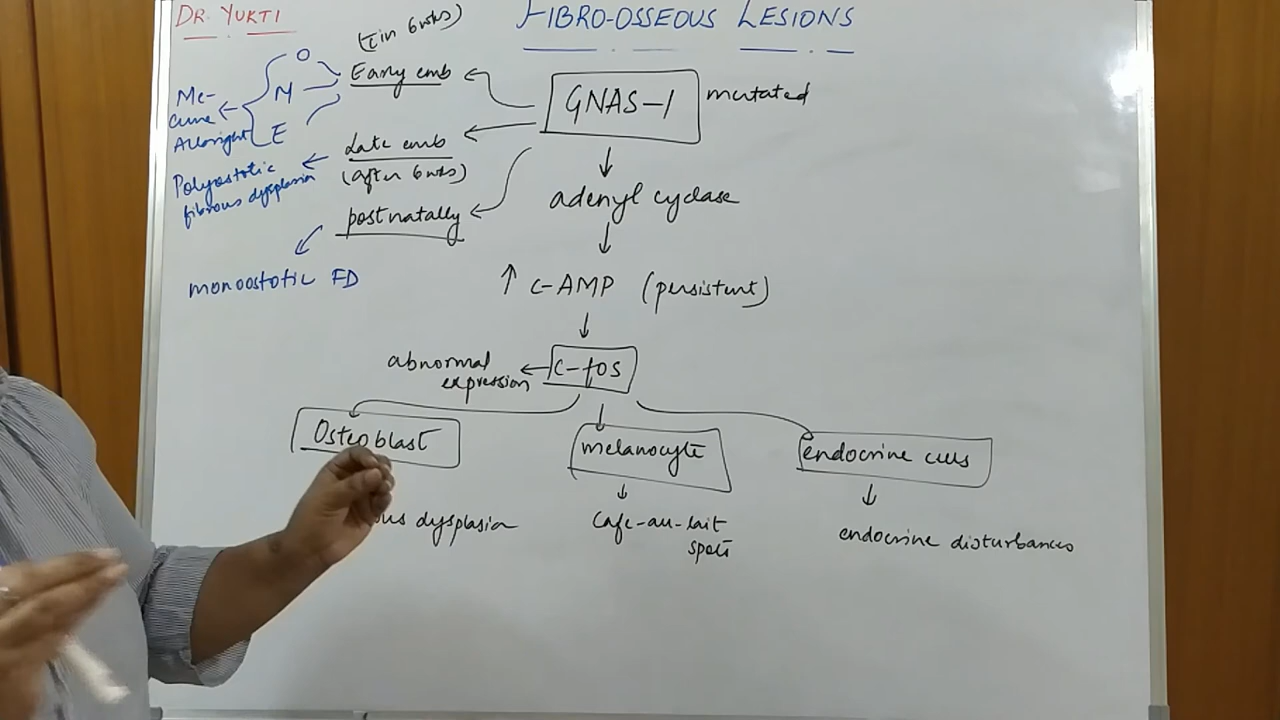 DR YUKTI
FIBRO-OSSEOUS LESIONS
(in 6wks)
O
M
E
Early emb
GNAS-1
mutated
Mc-
Cune
Albright
late emb
(after 6wks)
Polyostotic
fibrous dysplasia
postnatally
monoostotic FD
adenyl cyclase
↑ c-AMP (persistent)
abnormal
expression
c-fos
Osteoblast
melanocyte
endocrine cells
dysplasia
Cafe-au-lait
spots
endocrine disturbances